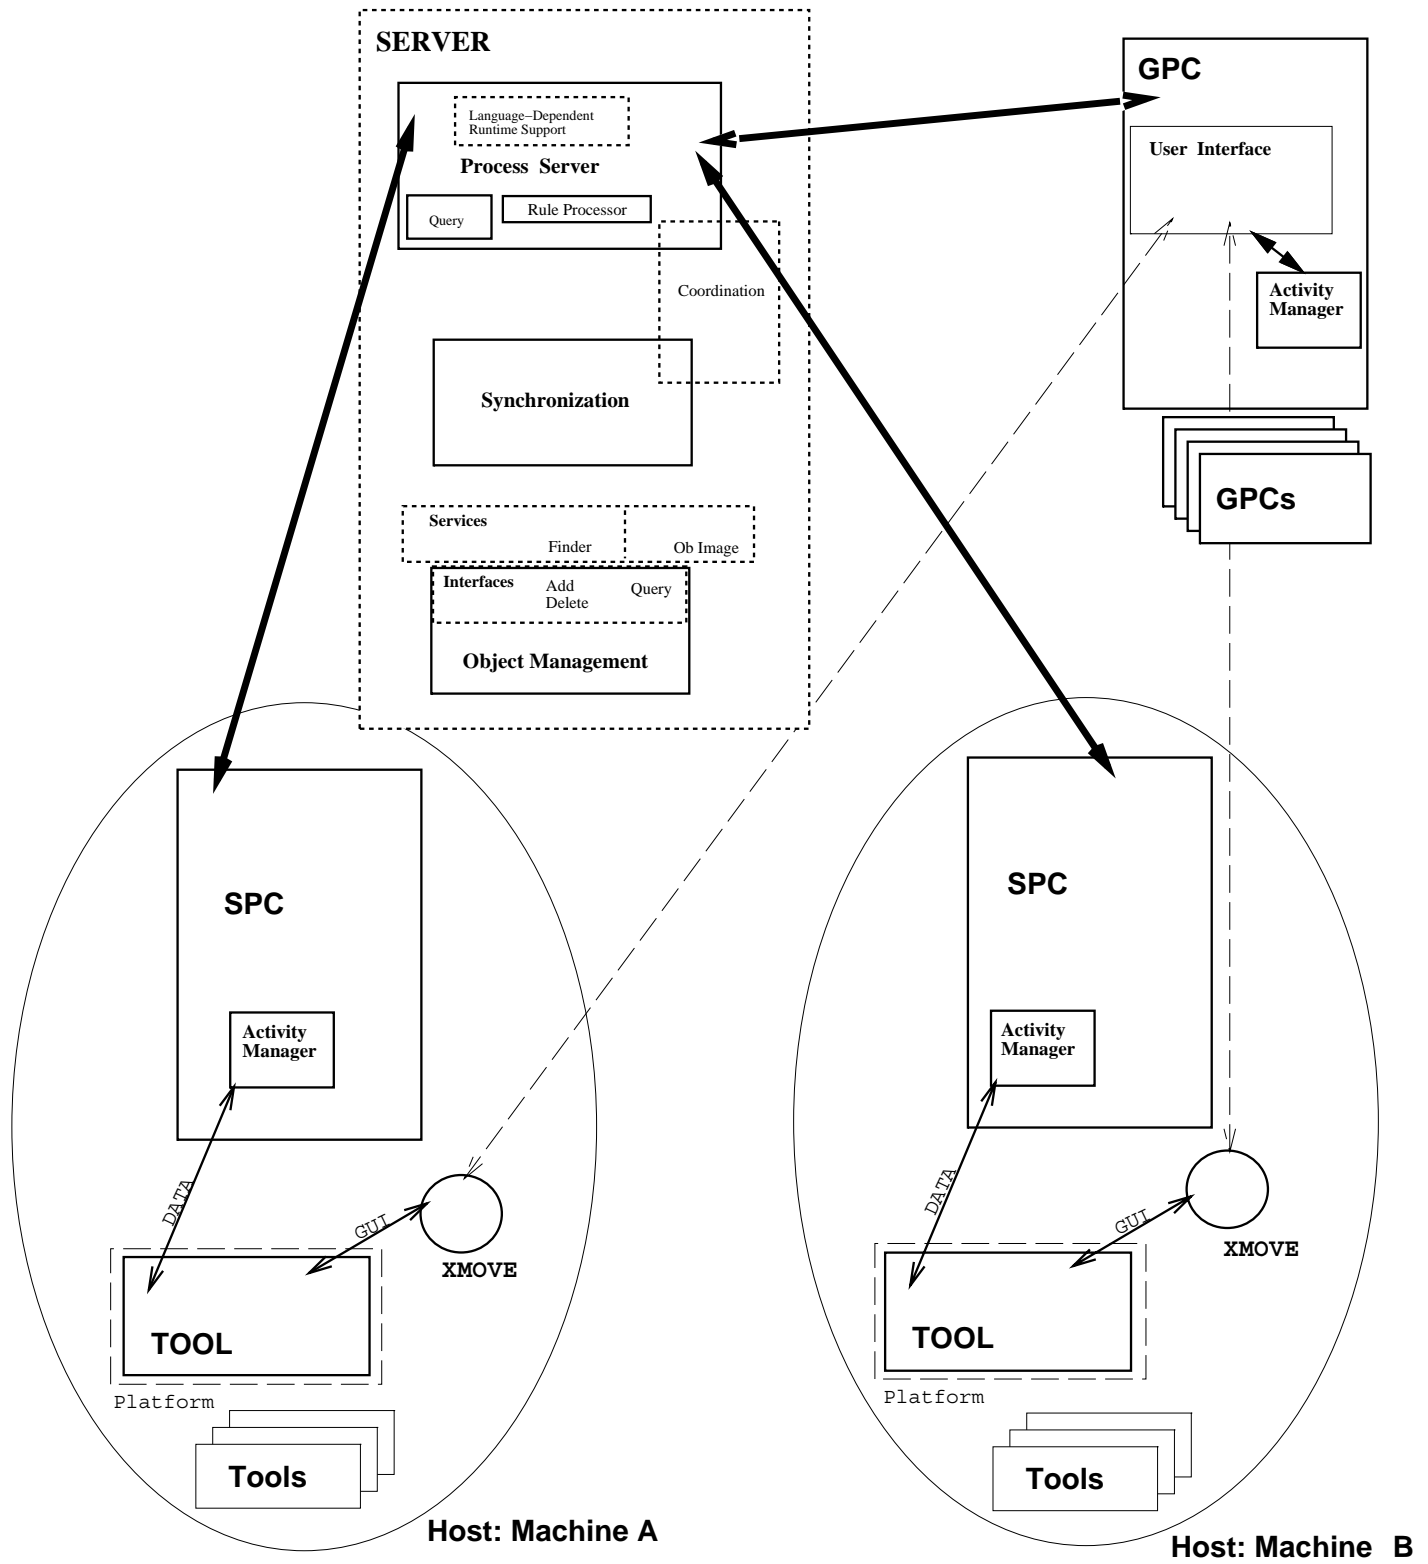 SERVER
Language-Dependent
Runtime Support
Process Server
Query
Rule Processor
Coordination
Synchronization
Services
Finder
Ob Image
Interfaces
Add
Delete
Query
Object Management
GPC
User Interface
Activity
Manager
GPCs
SPC
Activity
Manager
DATA
GUI
XMOVE
TOOL
Platform
Tools
Host: Machine A
SPC
Activity
Manager
DATA
GUI
XMOVE
TOOL
Platform
Tools
Host: Machine B